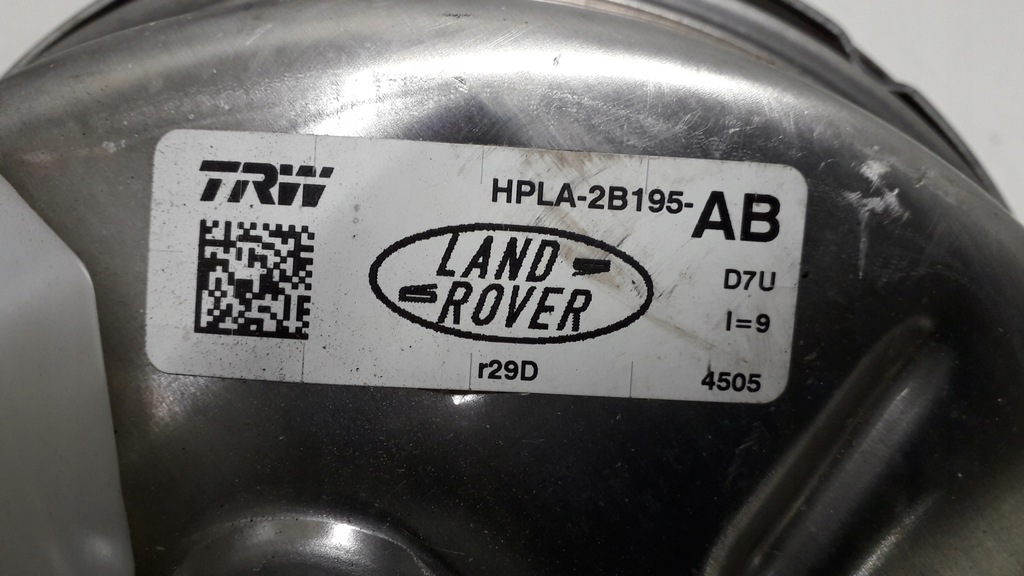 TRW
HPLA-2B195-AB
LAND
ROVER
D7U
I=9
r29D
4505